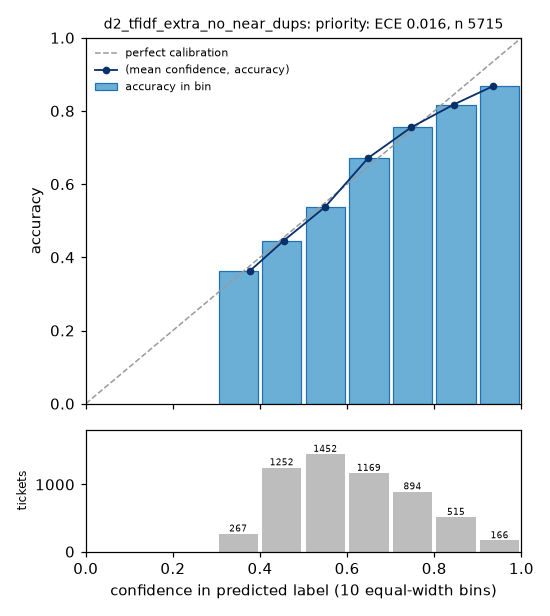 d2_tfidf_extra_no_near_dups: priority: ECE 0.016, n 5715
perfect calibration
(mean confidence, accuracy)
accuracy in bin
1.0
0.8
0.6
0.4
0.2
0.0
accuracy
1000
0
tickets
267
1252
1452
1169
894
515
166
0.0 0.2 0.4 0.6 0.8 1.0
confidence in predicted label (10 equal-width bins)